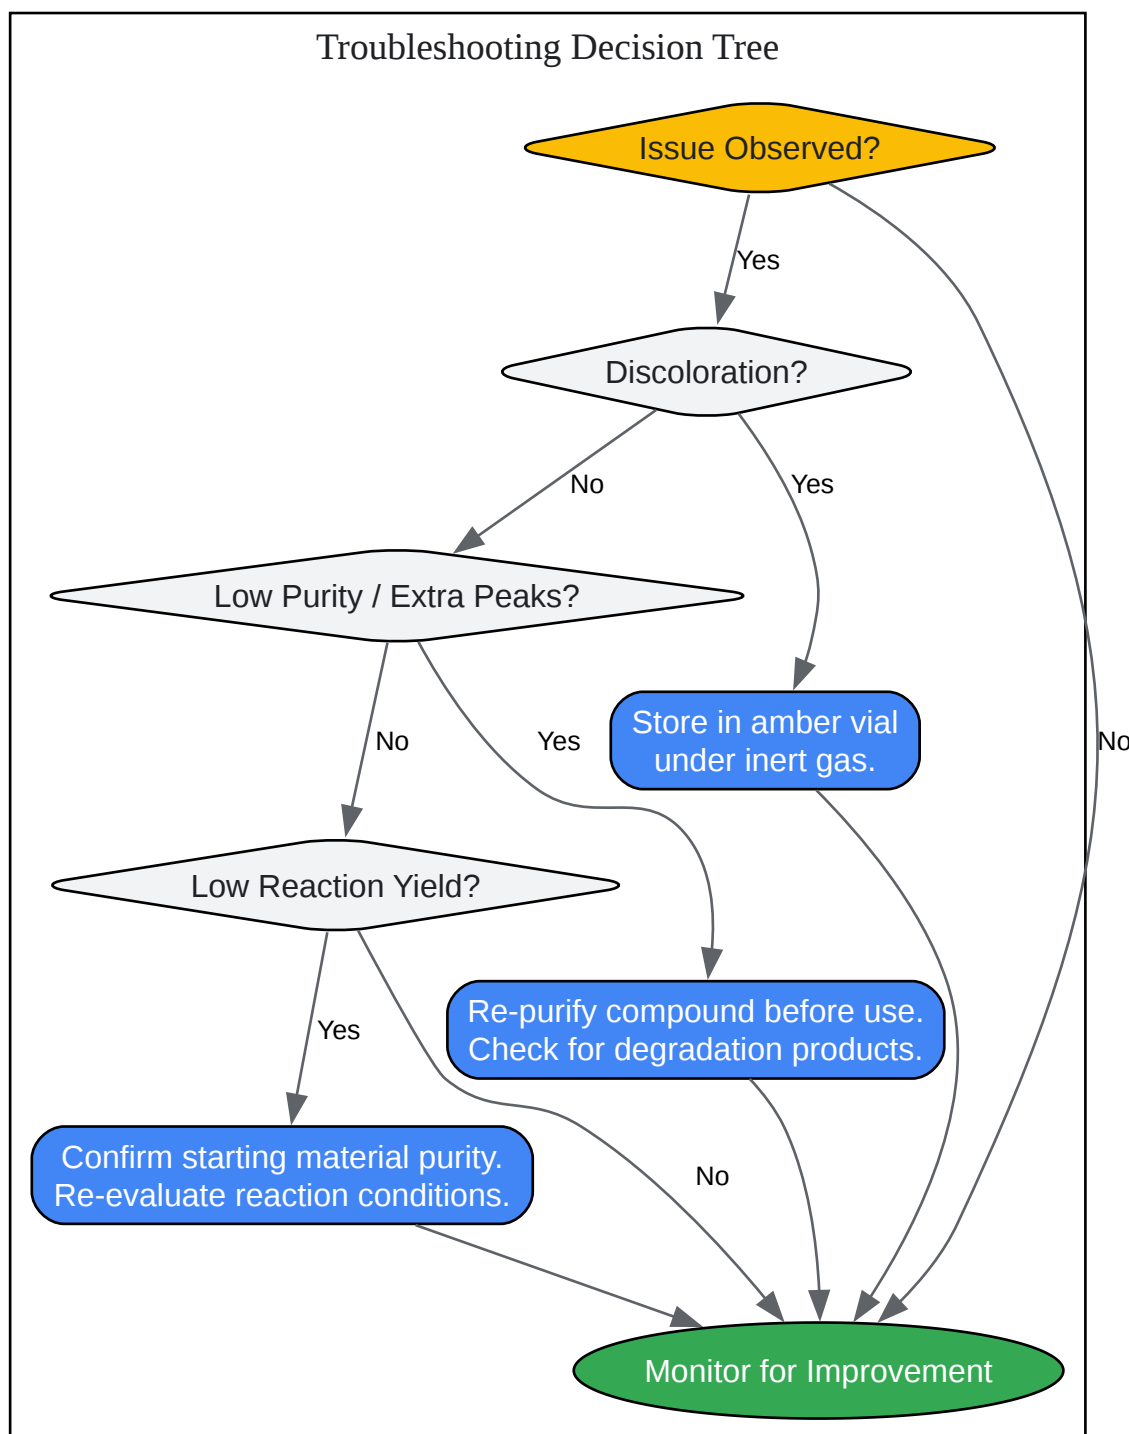 Troubleshooting Decision Tree
Issue Observed?
Yes
Discoloration?
No
Yes
Low Purity / Extra Peaks?
Store in amber vial
under inert gas.
No
Yes
No
Low Reaction Yield?
Re-purify compound before use.
Check for degradation products.
Yes
Confirm starting material purity.
Re-evaluate reaction conditions.
No
Monitor for Improvement